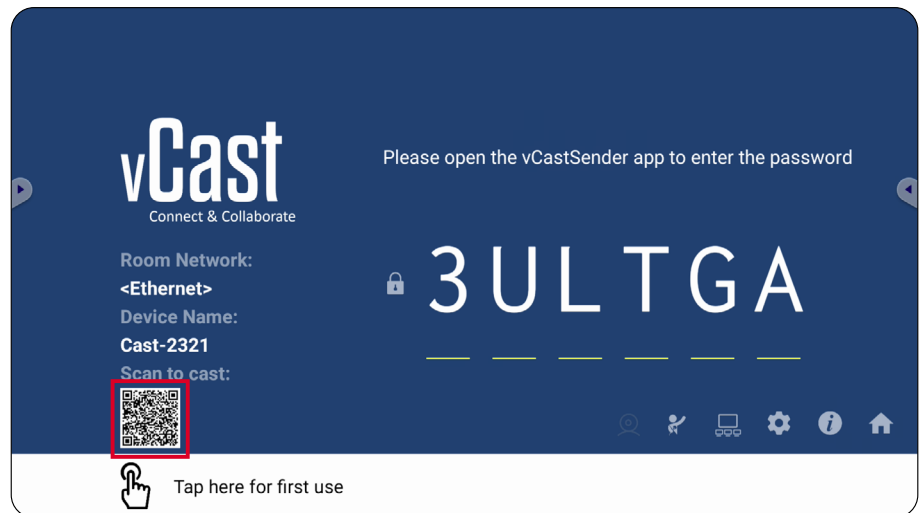 vCast
Connect & Collaborate
Please open the vCastSender app to enter the password
Room Network:
<Ethernet>
Device Name:
Cast-2321
Scan to cast:
3ULTGA
Tap here for first use